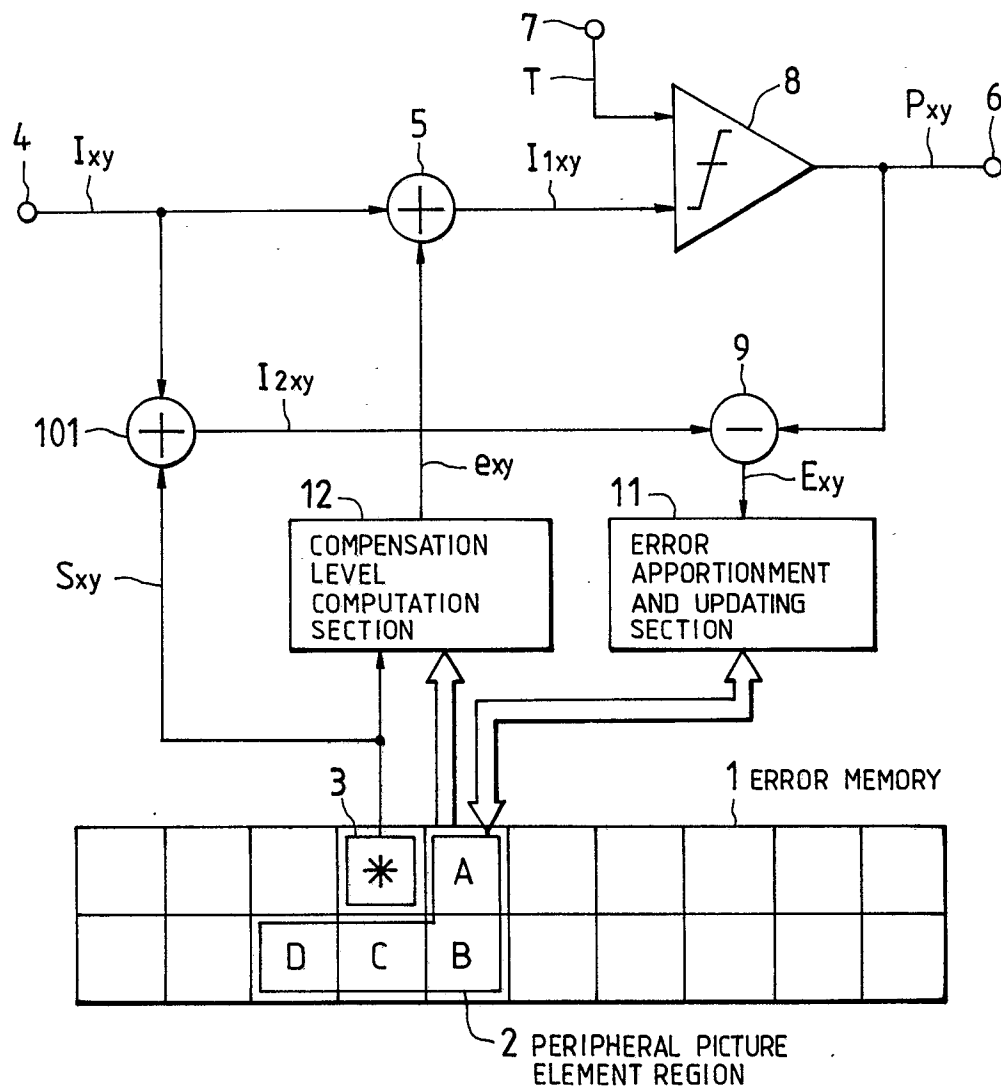 7
T
8
Pxy
6
4
Ixy
5
I1xy
I2xy
9
101
exy
Exy
12
11
Sxy
COMPENSATION
LEVEL
COMPUTATION
SECTION
ERROR
APPORTIONMENT
AND UPDATING
SECTION
3
1 ERROR MEMORY
* A
D C B
2 PERIPHERAL PICTURE
ELEMENT REGION